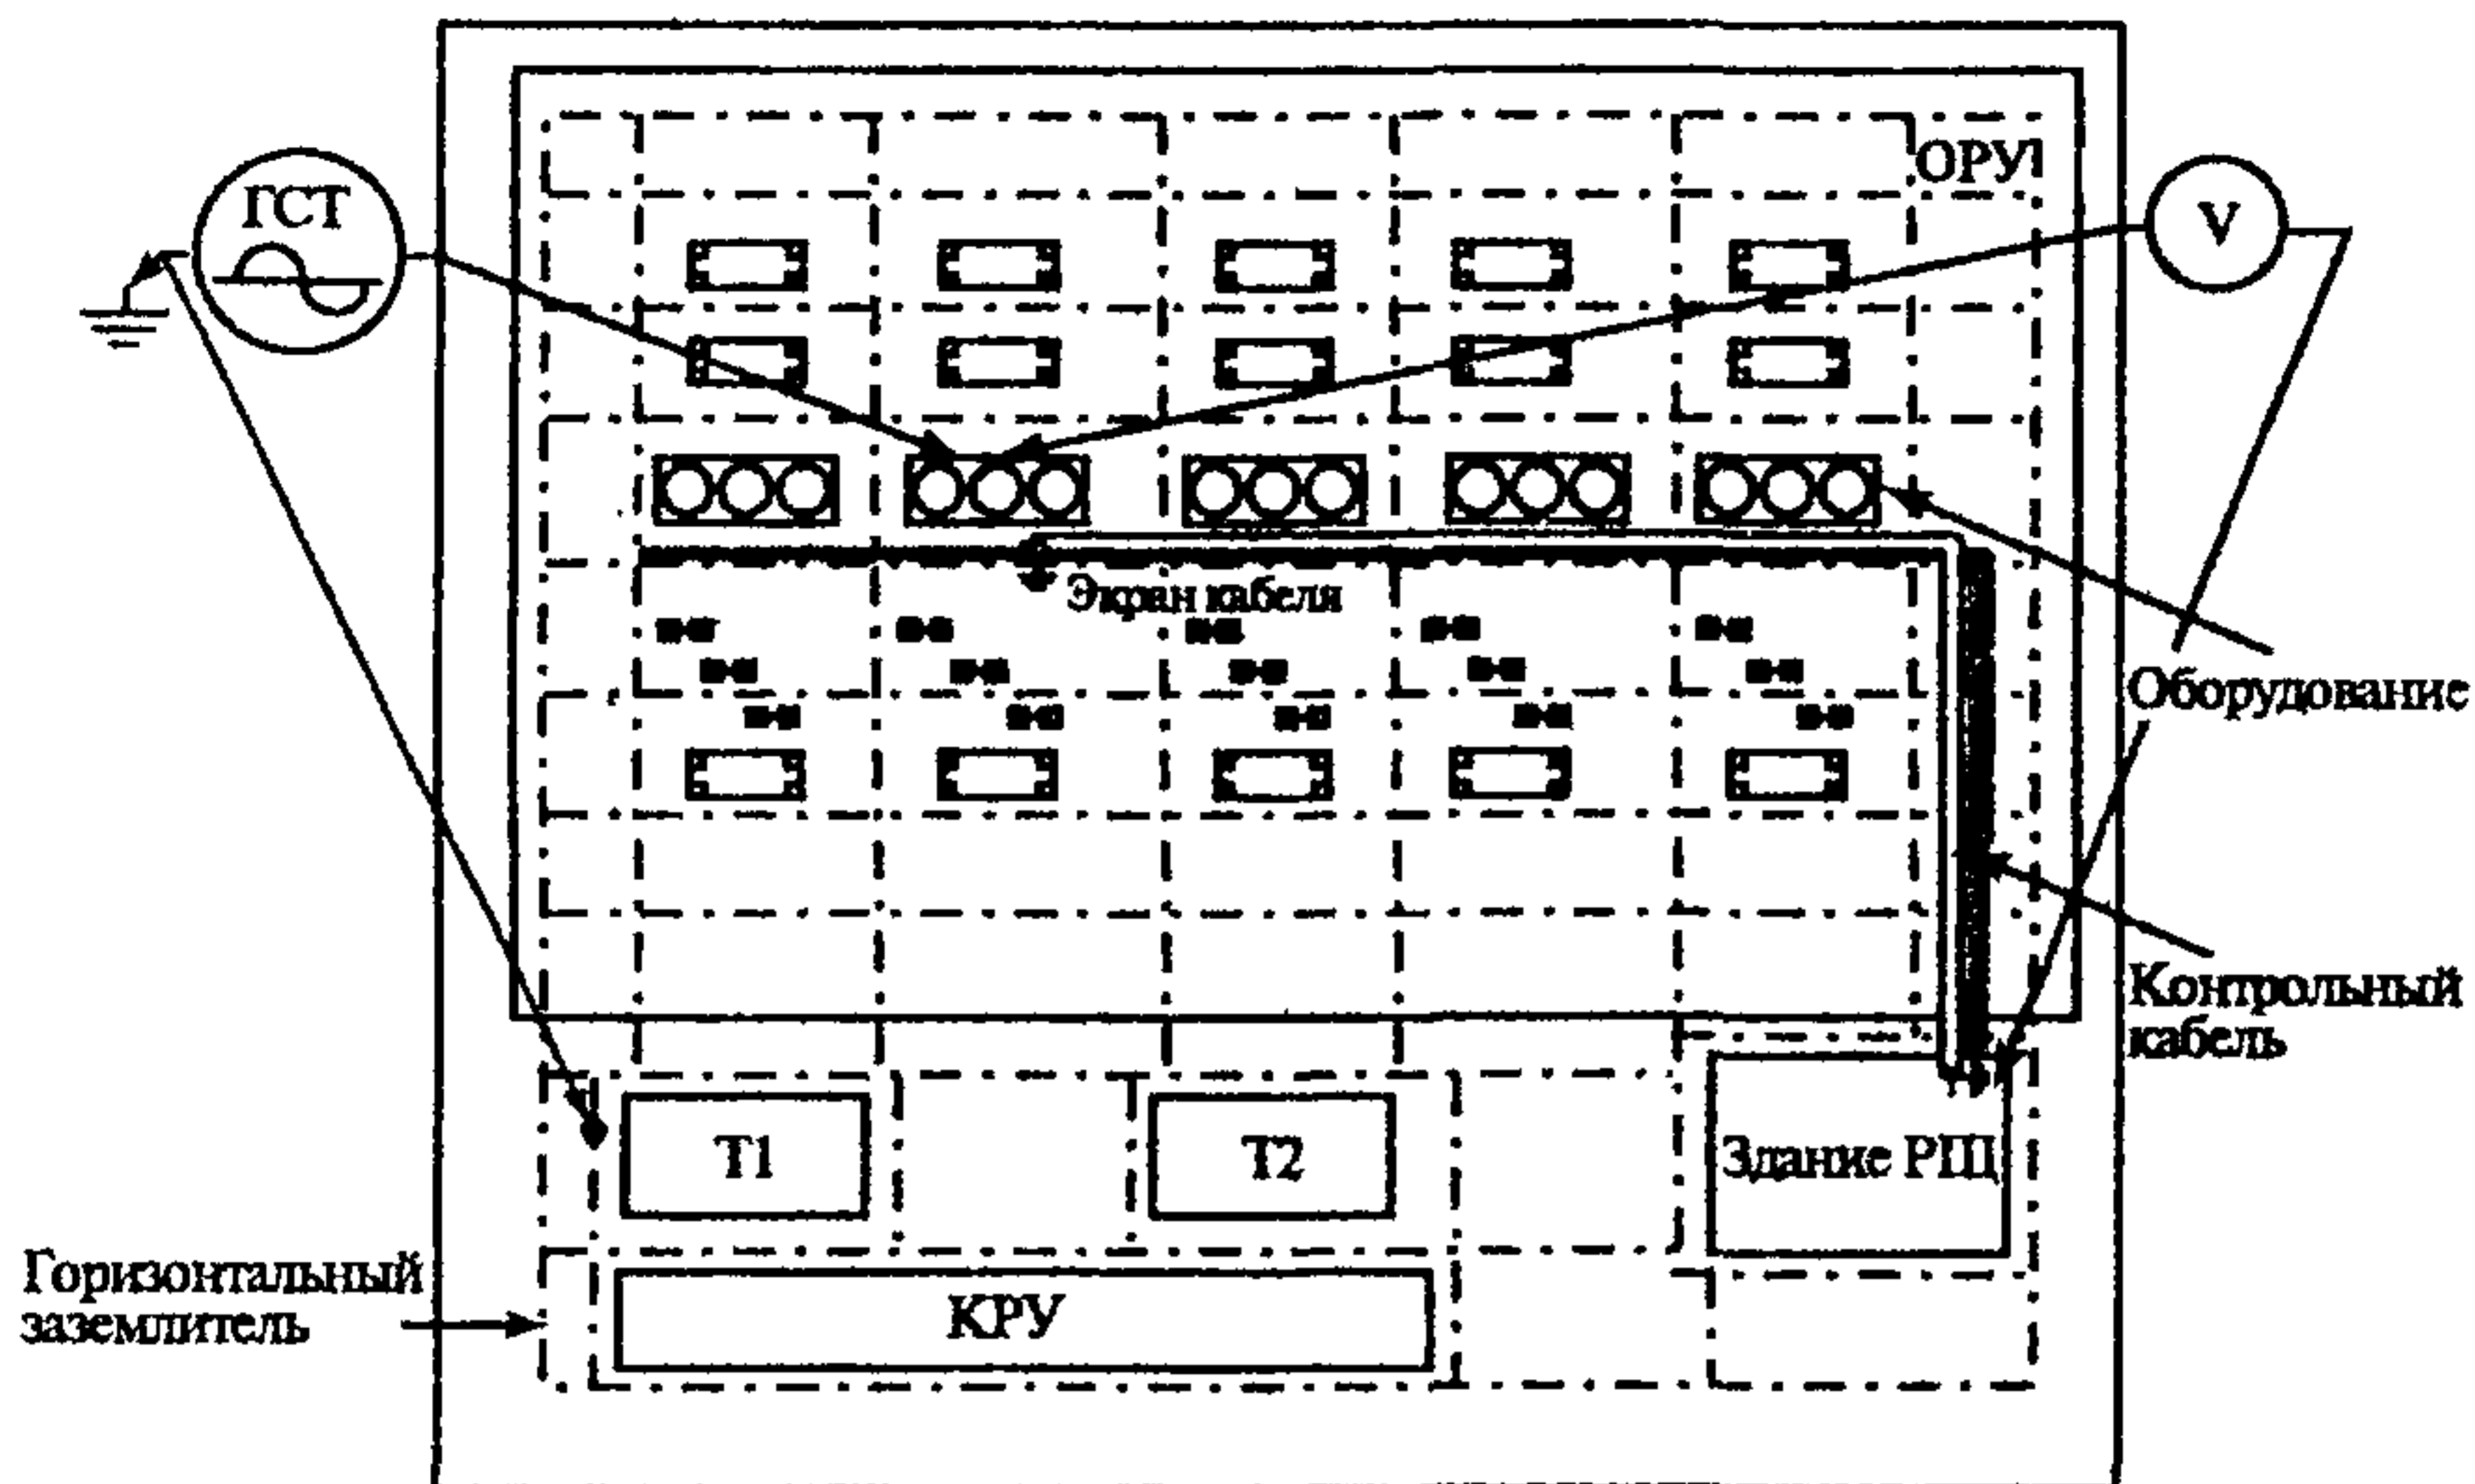 ГСТ
ОРУ
V
Экран кабеля
Оборудование
Контрольный
кабель
Т1
Т2
Здание РЩ
Горизонтальный
заземлитель
КРУ